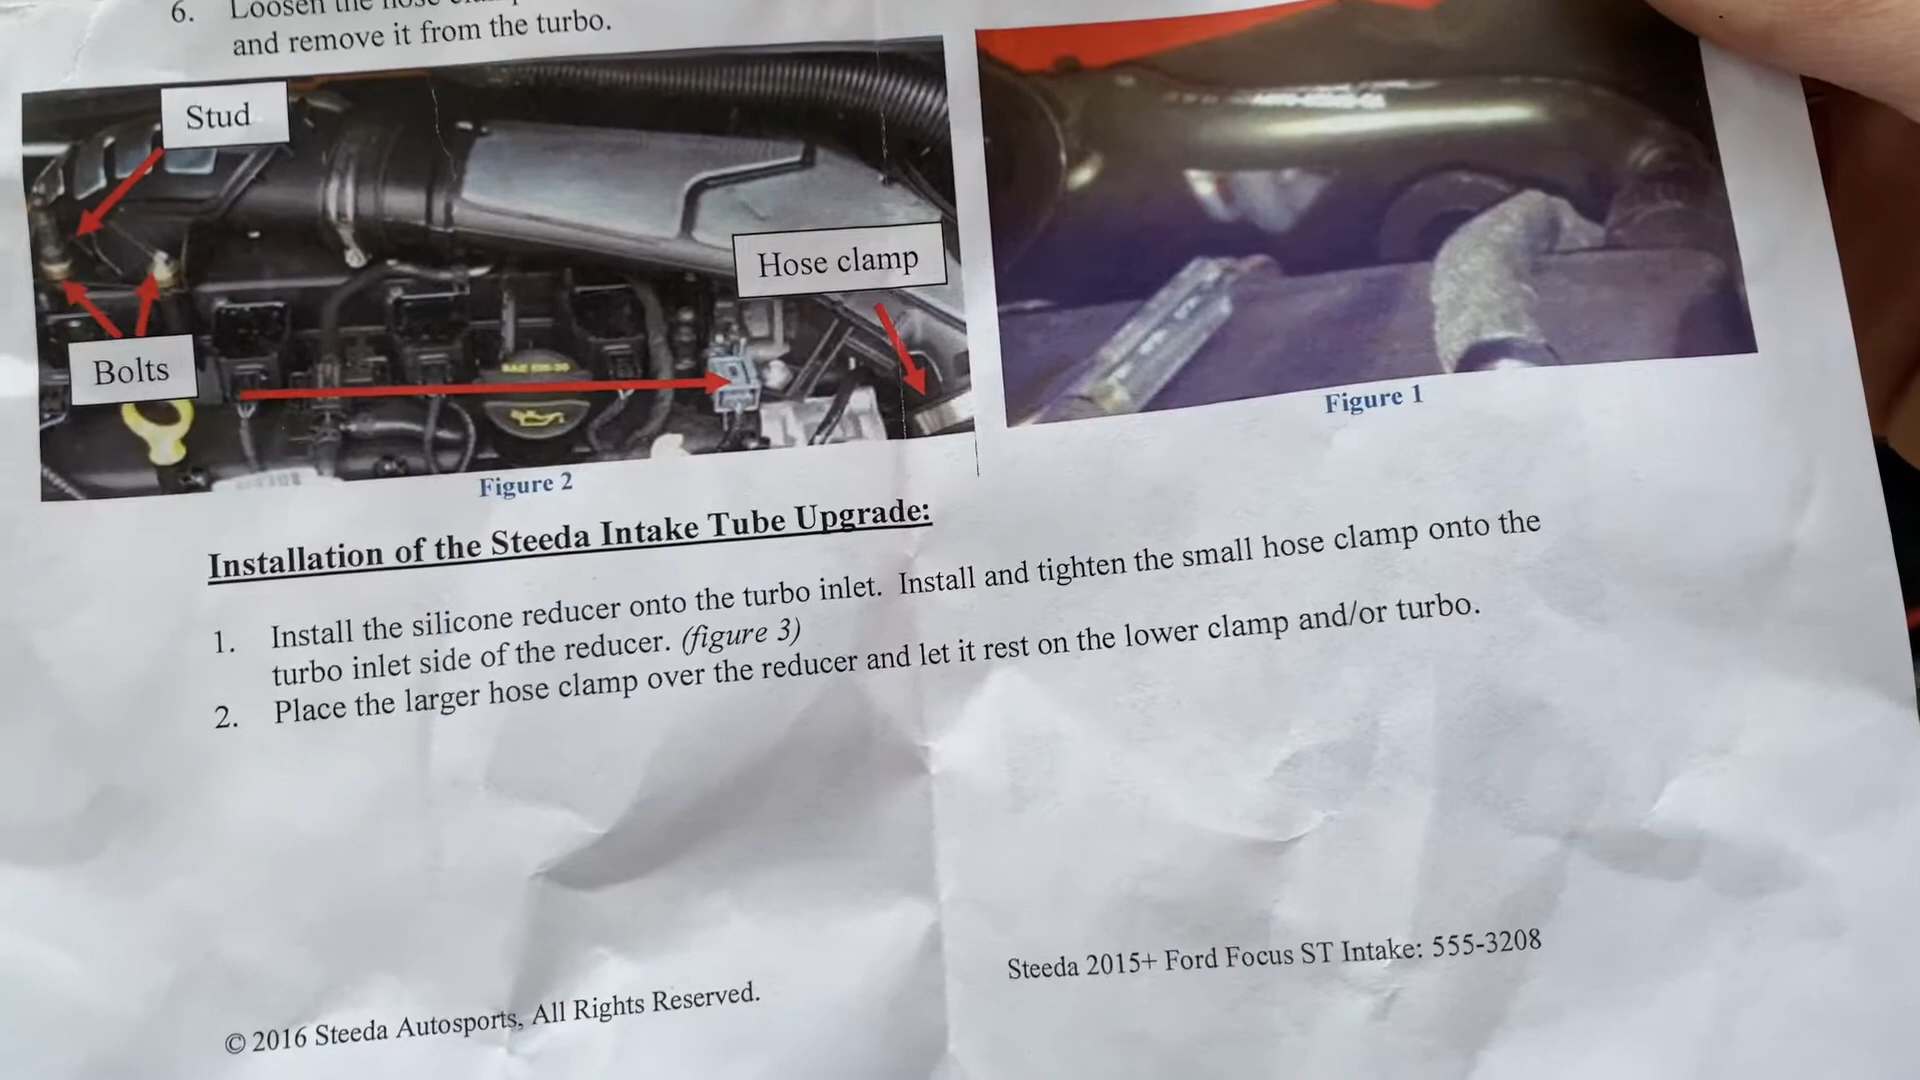 6. Loosen the hose
and remove it from the turbo.
Stud
Hose clamp
Bolts
Figure 2
Figure 1
Installation of the Steeda Intake Tube Upgrade:
1. Install the silicone reducer onto the turbo inlet. Install and tighten the small hose clamp onto the
turbo inlet side of the reducer. (figure 3)
2. Place the larger hose clamp over the reducer and let it rest on the lower clamp and/or turbo.
Steeda 2015+ Ford Focus ST Intake: 555-3208
© 2016 Steeda Autosports, All Rights Reserved.